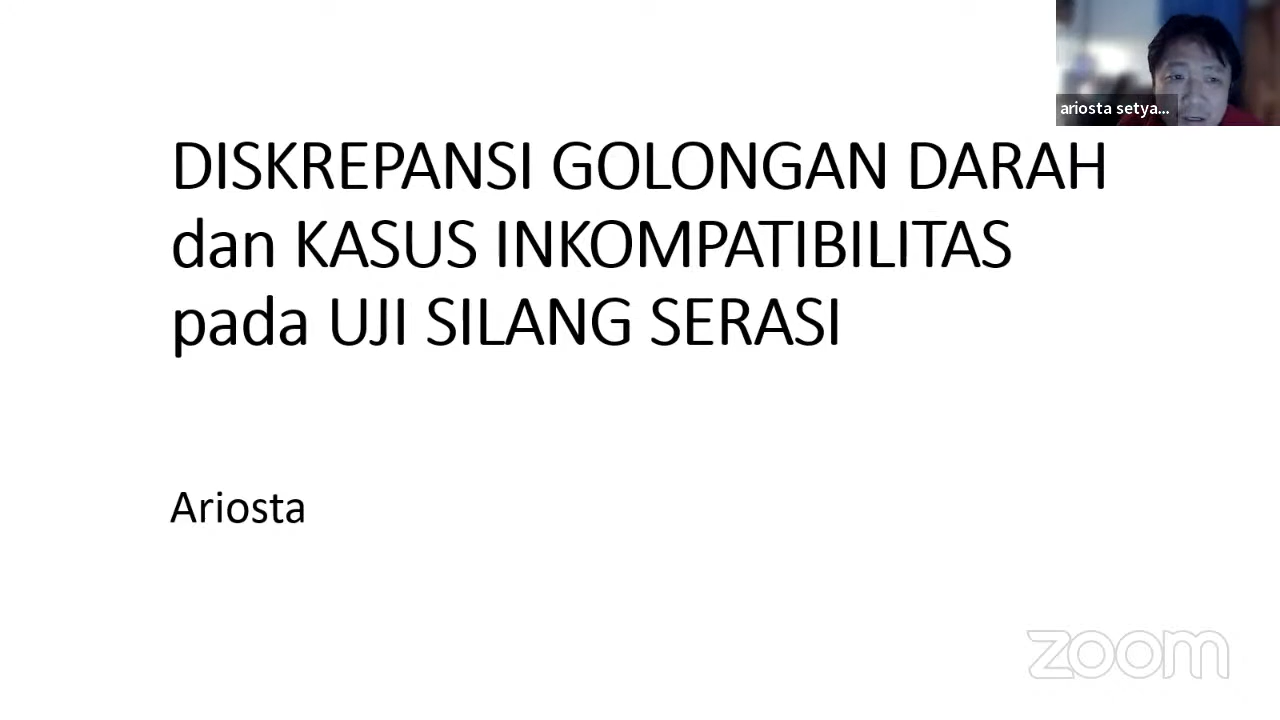 ariosta setya...
DISKREPANSI GOLONGAN DARAH
dan KASUS INKOMPATIBILITAS
pada UJI SILANG SERASI
Ariosta
zoom